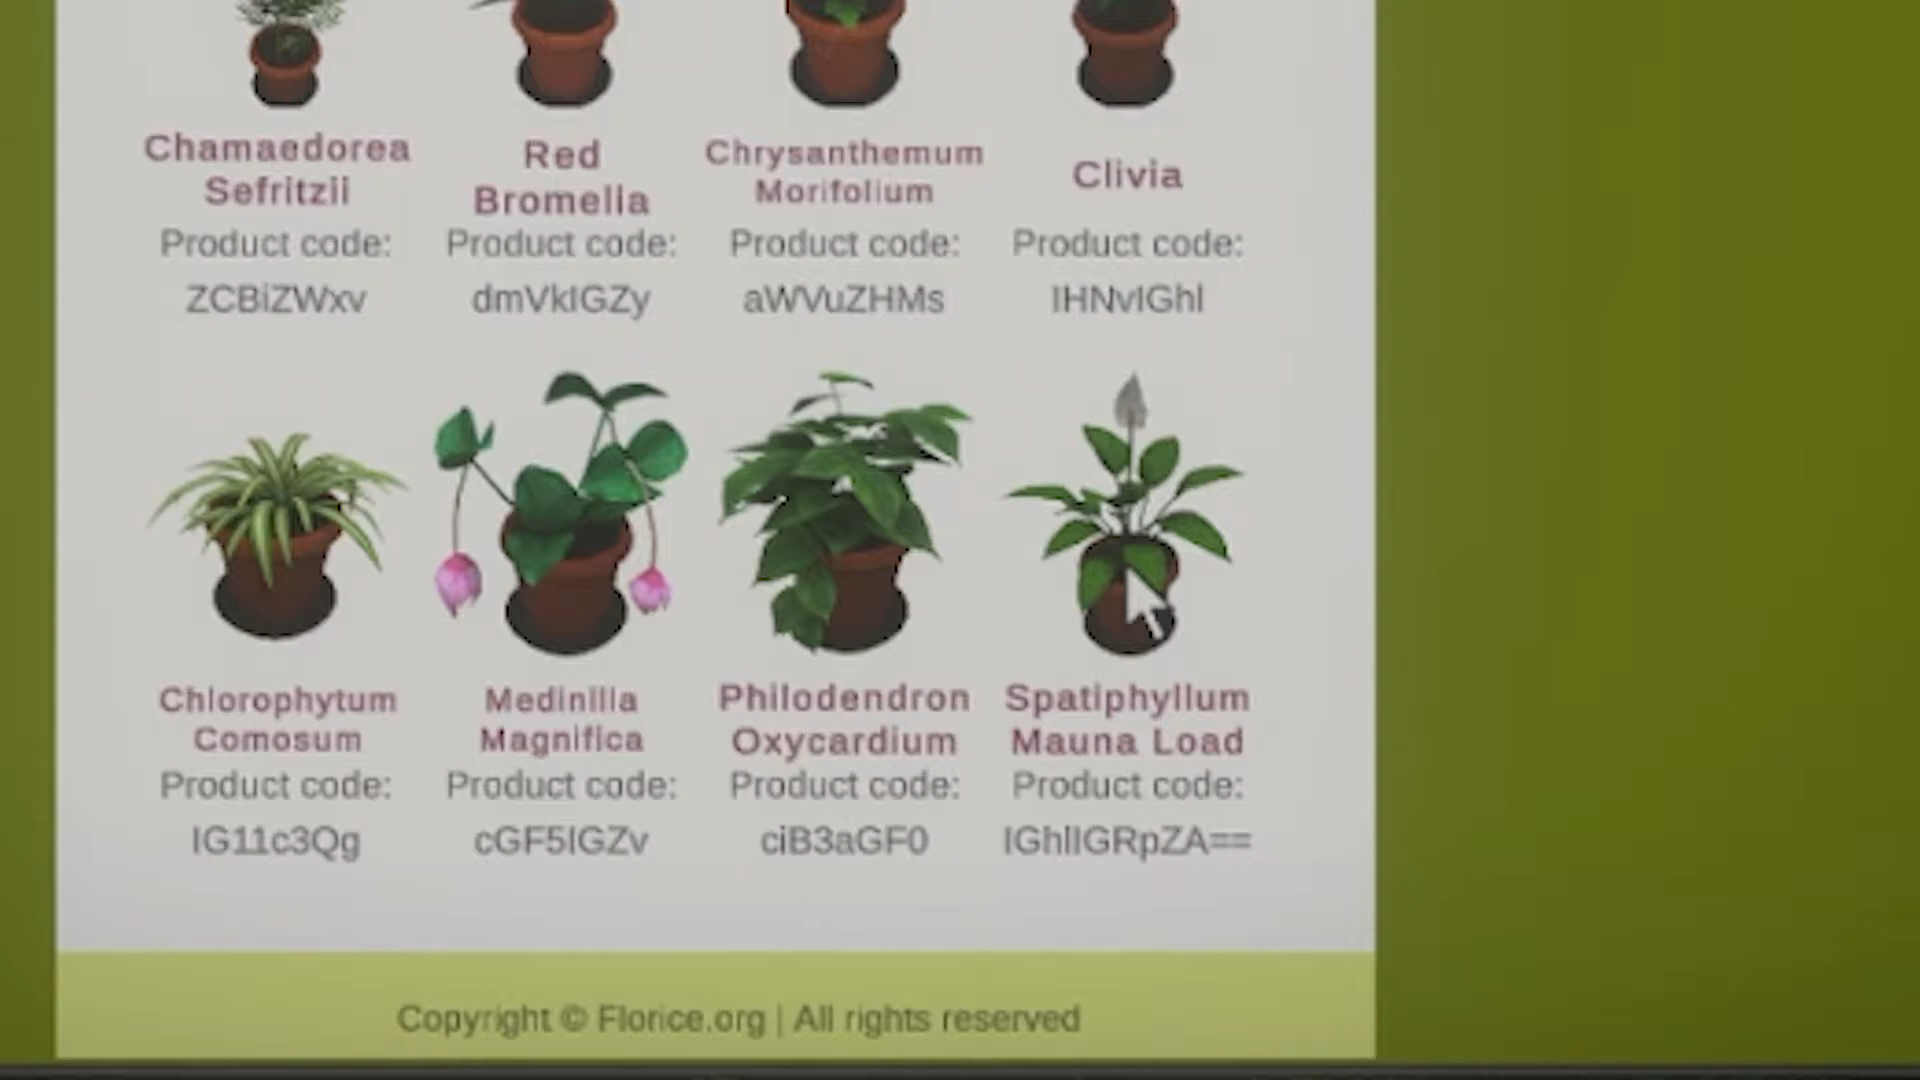 Chamaedorea
Sefritzii
Product code:
ZCBiZWxv
Red
Bromelia
Product code:
dmVkIGZy
Chrysanthemum
Morifolium
Product code:
aWVuZHMs
Clivia
Product code:
IHNvIGhl
Chlorophytum
Comosum
Product code:
IG11c3Qg
Medinilla
Magnifica
Product code:
cGF5IGZv
Philodendron
Oxycardium
Product code:
ciB3aGF0
Spatiphyllum
Mauna Load
Product code:
IGhlIGRpZA==
Copyright © Florice.org | All rights reserved